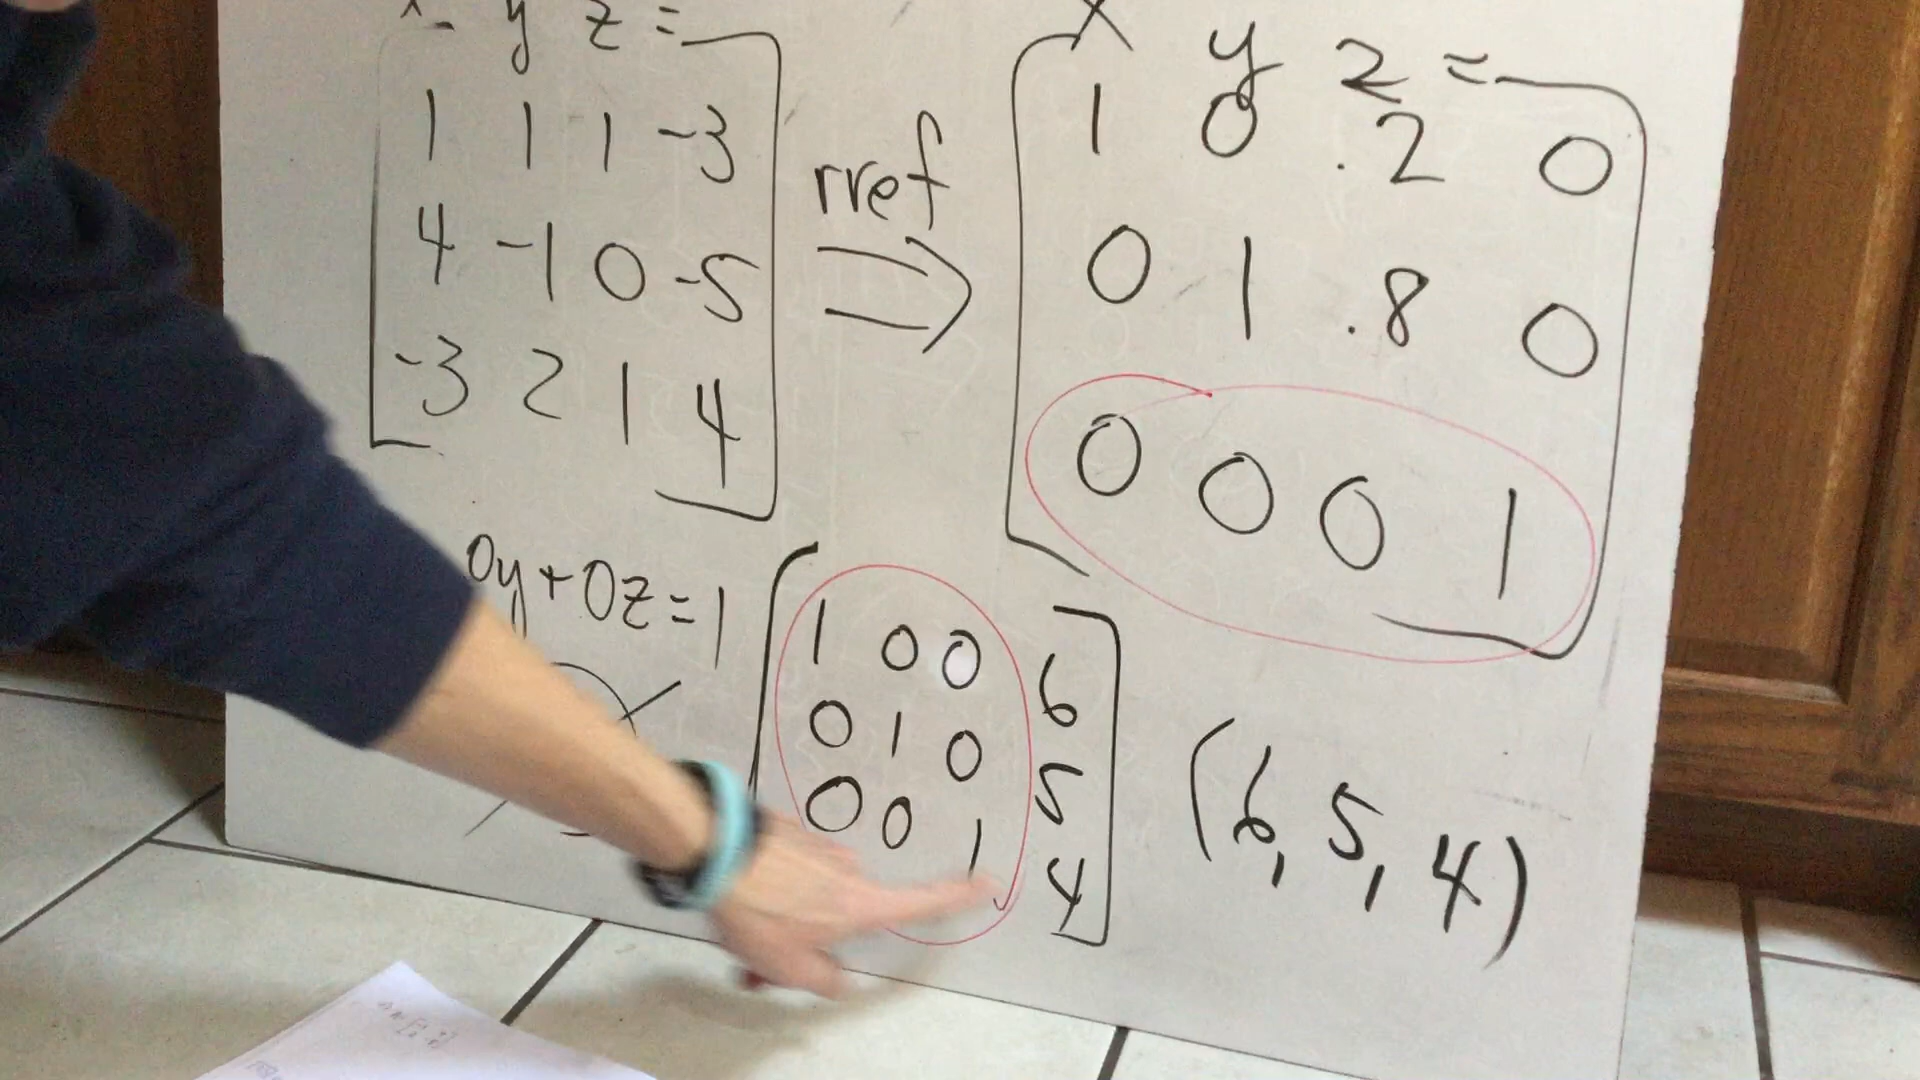 x y z =
1 1 1 -3
4 -1 0 -5
-3 2 1 4
rref
x y z =
1 0 .2 0
0 1 .8 0
0 0 0 1
0y+0z=1
1 0 0 6
0 1 0 5
0 0 1 4
(6, 5, 4)